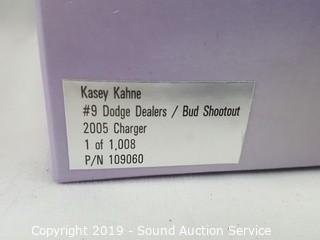 Kasey Kahne
#9 Dodge Dealers / Bud Shootout
2005 Charger
1 of 1,008
P/N 109060
Copyright 2019 - Sound Auction Service